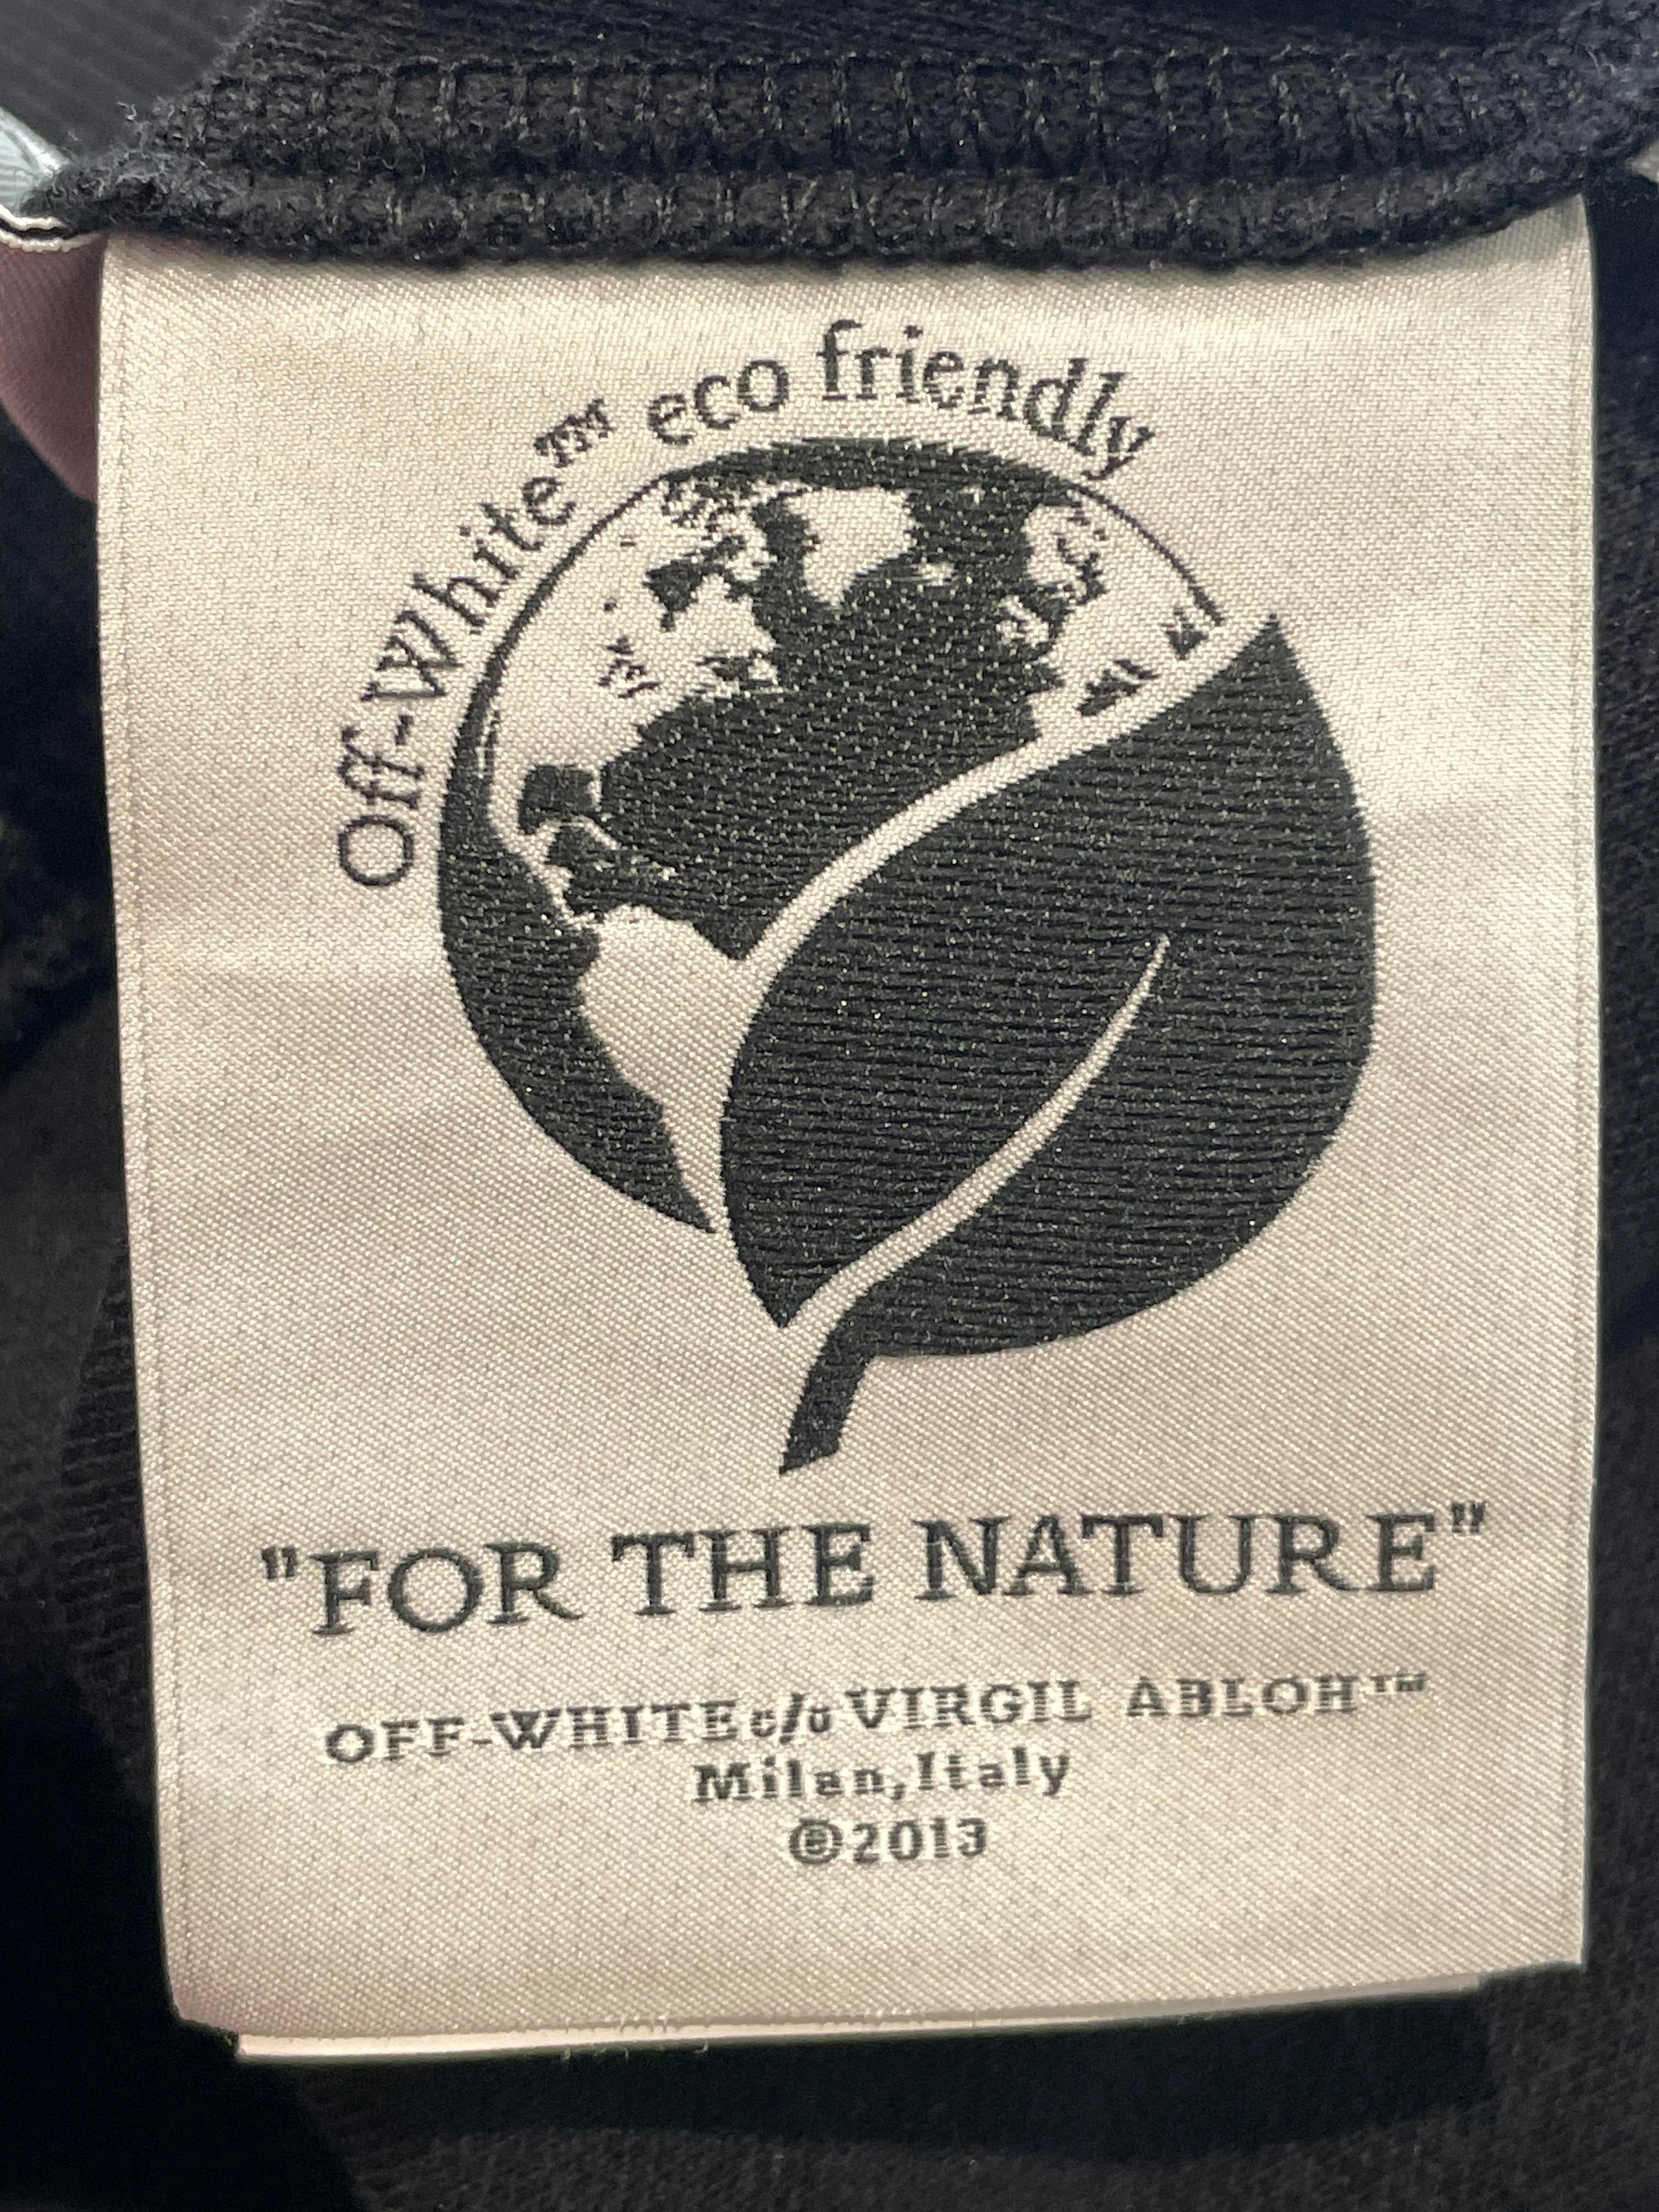 Off-White™ eco friendly
"FOR THE NATURE"
OFF-WHITE c/o VIRGIL ABLOH™
Milan,Italy
®2013